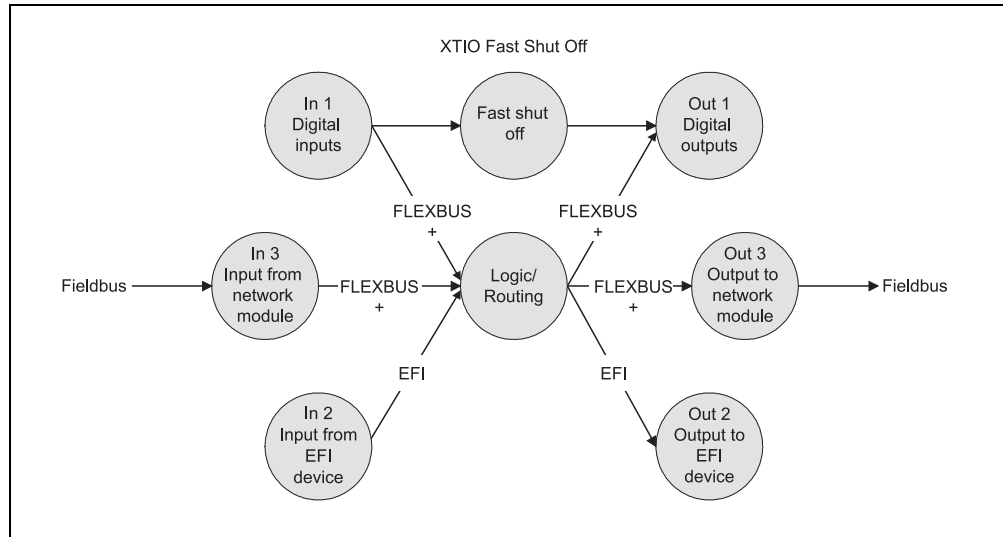 XTIO Fast Shut Off
In 1
Digital
inputs
Fast shut
off
Out 1
Digital
outputs
FLEXBUS
+
FLEXBUS
+
Fieldbus
In 3
Input from
network
module
FLEXBUS
+
Logic/
Routing
FLEXBUS
+
Out 3
Output to
network
module
Fieldbus
EFI
EFI
In 2
Input from
EFI
device
Out 2
Output to
EFI
device